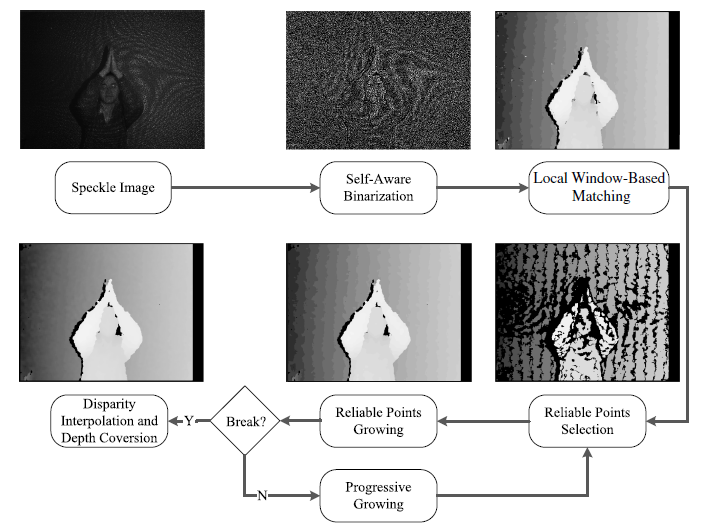 Speckle Image
Self-Aware
Binarization
Local Window-Based
Matching
Disparity
Interpolation and
Depth Coversion
Y
Break?
Reliable Points
Growing
Reliable Points
Selection
N
Progressive
Growing